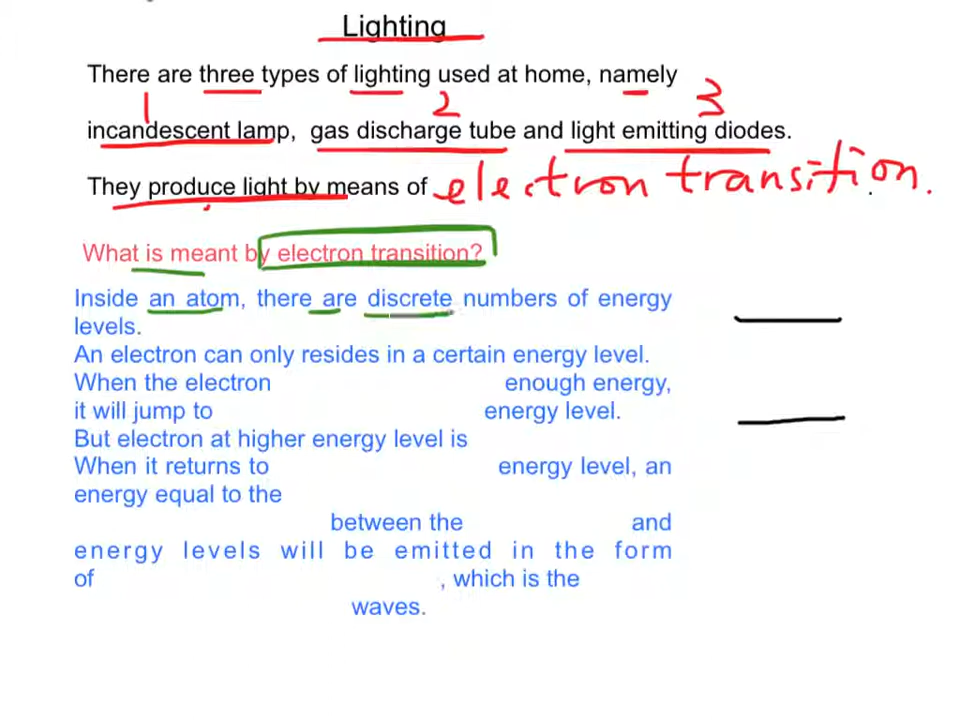 Lighting
There are three types of lighting used at home, namely
1 2 3
incandescent lamp, gas discharge tube and light emitting diodes.
They produce light by means of electron transition.
What is meant by electron transition?
Inside an atom, there are discrete numbers of energy
levels.
An electron can only resides in a certain energy level.
When the electron enough energy,
it will jump to energy level.
But electron at higher energy level is
When it returns to energy level, an
energy equal to the
between the and
energy levels will be emitted in the form
of , which is the
waves.